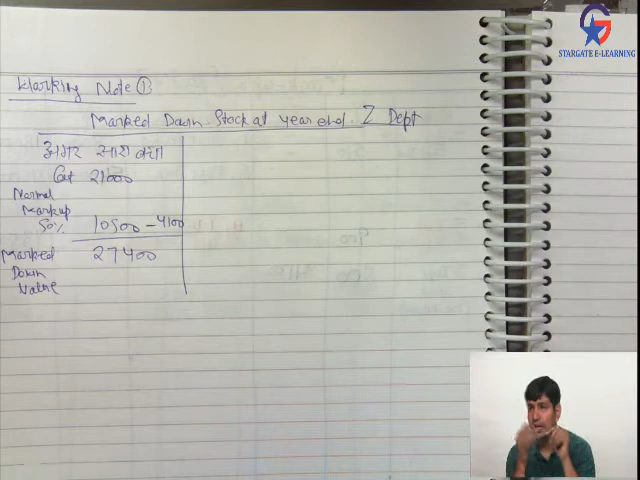 STARGATE E-LEARNING
Working Note ①
Marked Down Stock at year end. Z Dept
अगर सारा बेचा
Cost 21000
Normal
Markup
50% 10500 - 4100
Marked 27400
Down
Value